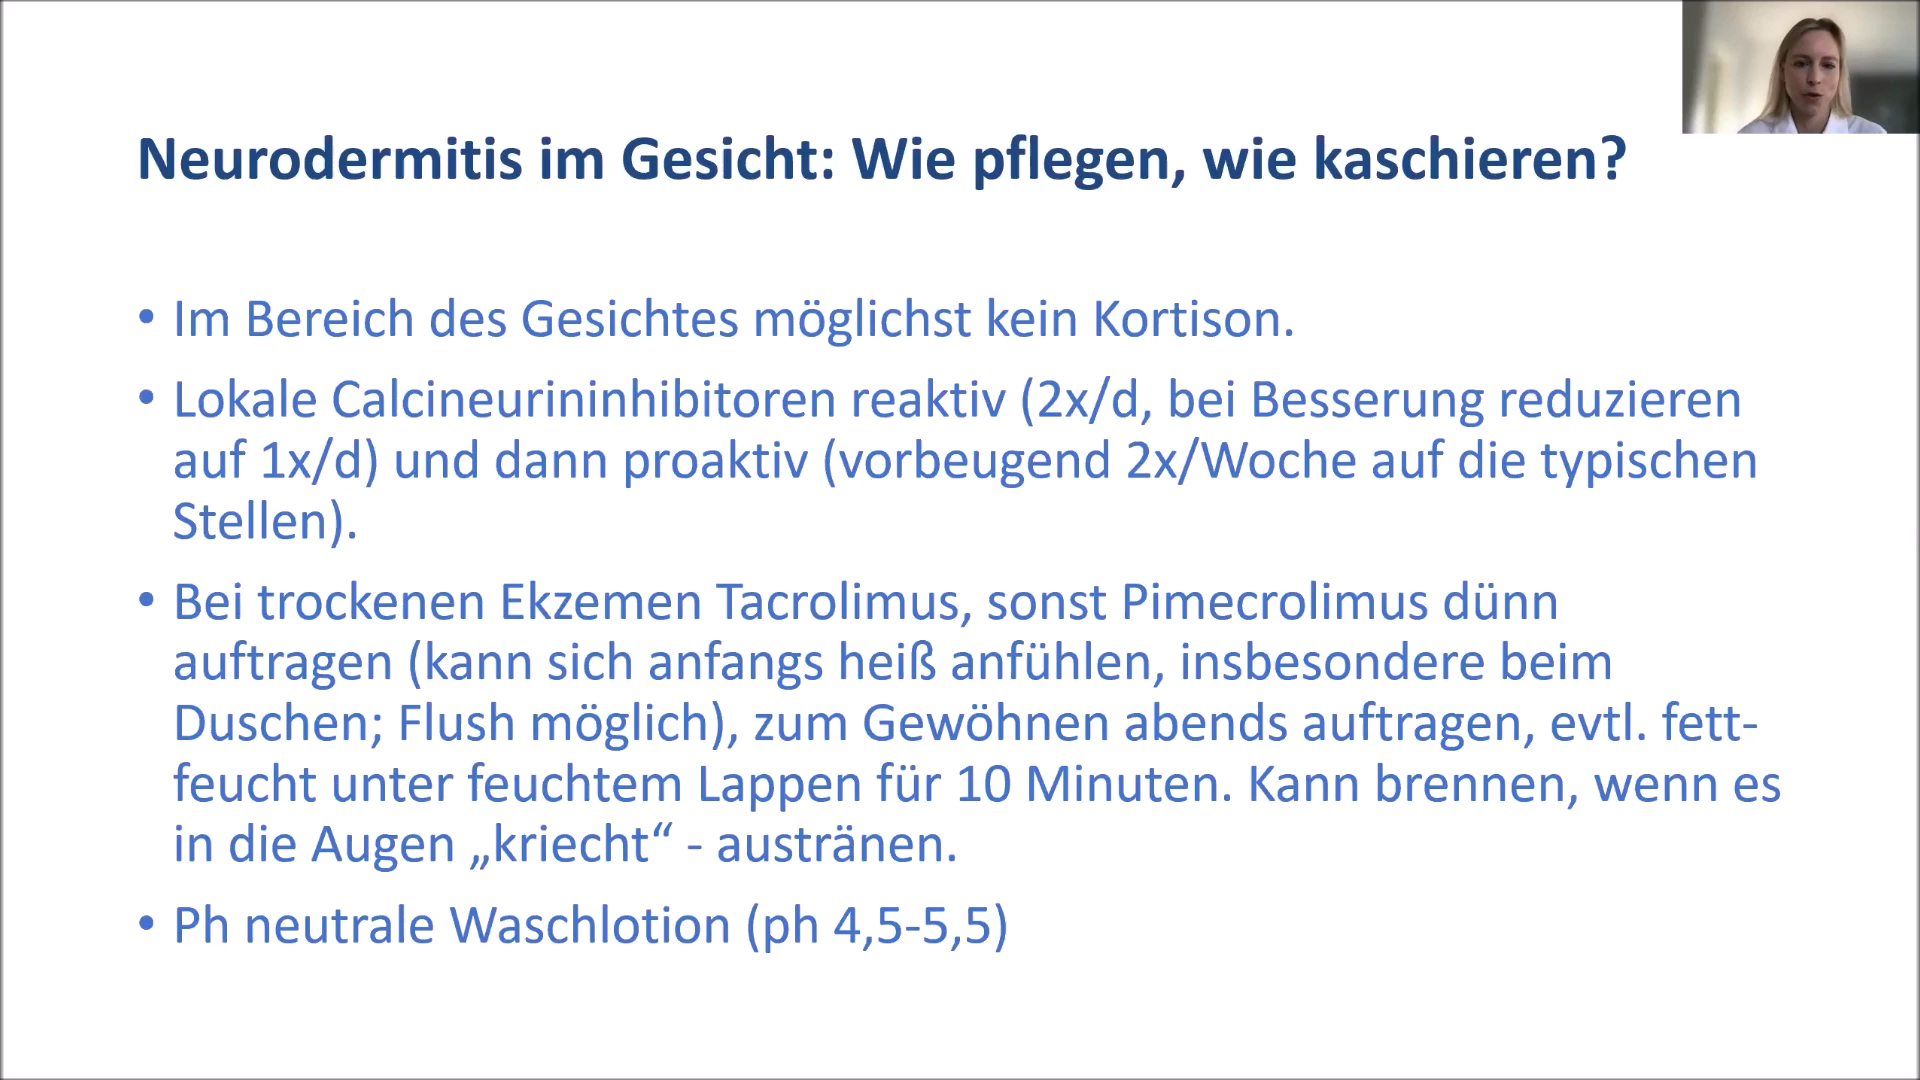 Neurodermitis im Gesicht: Wie pflegen, wie kaschieren?
• Im Bereich des Gesichtes möglichst kein Kortison.
• Lokale Calcineurininhibitoren reaktiv (2x/d, bei Besserung reduzieren
auf 1x/d) und dann proaktiv (vorbeugend 2x/Woche auf die typischen
Stellen).
• Bei trockenen Ekzemen Tacrolimus, sonst Pimecrolimus dünn
auftragen (kann sich anfangs heiß anfühlen, insbesondere beim
Duschen; Flush möglich), zum Gewöhnen abends auftragen, evtl. fett-
feucht unter feuchtem Lappen für 10 Minuten. Kann brennen, wenn es
in die Augen „kriecht“ - austränen.
• Ph neutrale Waschlotion (ph 4,5-5,5)